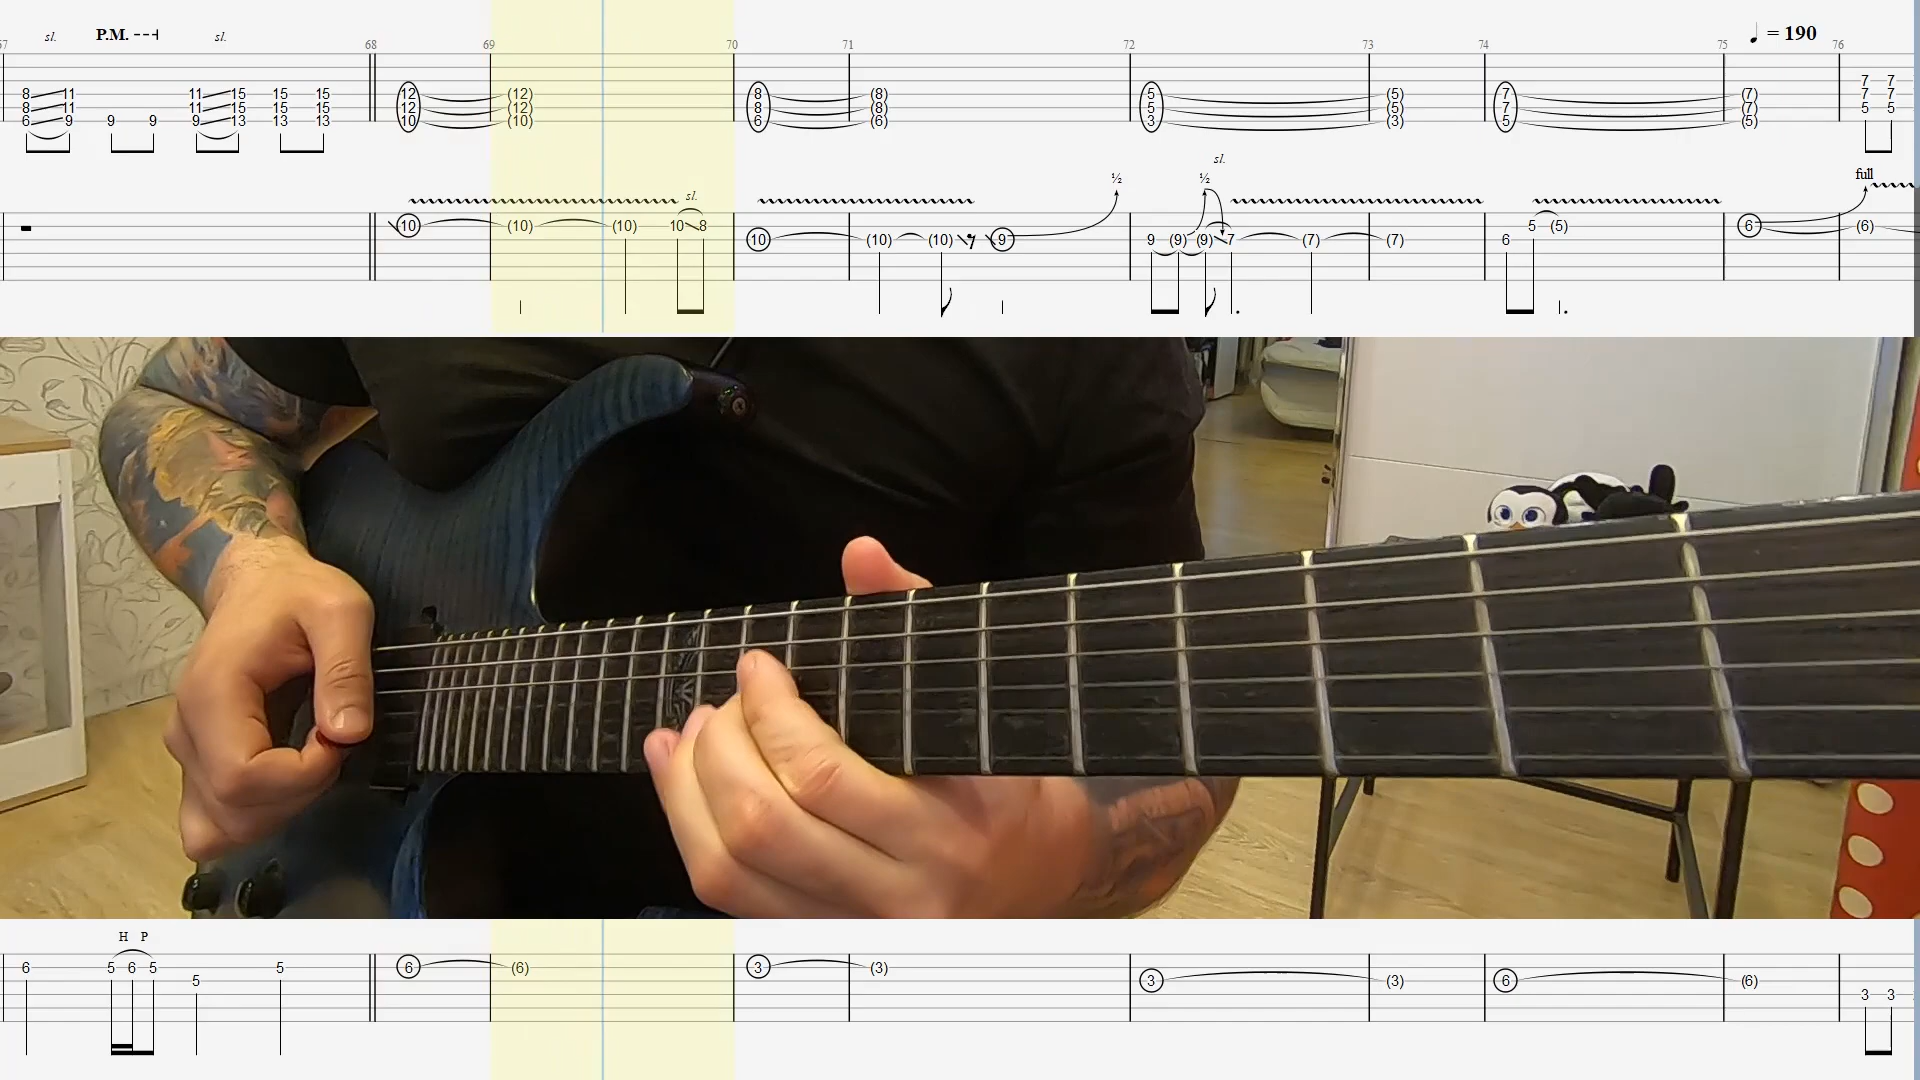 sl. P.M. sl. ♩ = 190
67 68 69 70 71 72 73 74 75 76
7 7
8 11 11 15 15 15 12 (12) 8 (8) 5 (5) 7 (7) 7 7
8 11 11 15 15 15 12 (12) 8 (8) 5 (5) 7 (7) 5 5
6 9 9 9 9 13 13 13 10 (10) 6 (6) 3 (3) 5 (5)
sl.
½ ½ full
sl.
10 (10) (10) 10 8 5 (5) 6 (6)
10 (10) (10) 9 9 (9) (9) 7 (7) (7) 6
H P
6 5 6 5 5 6 (6) 3 (3)
5 3 (3) 6 (6)
3 3